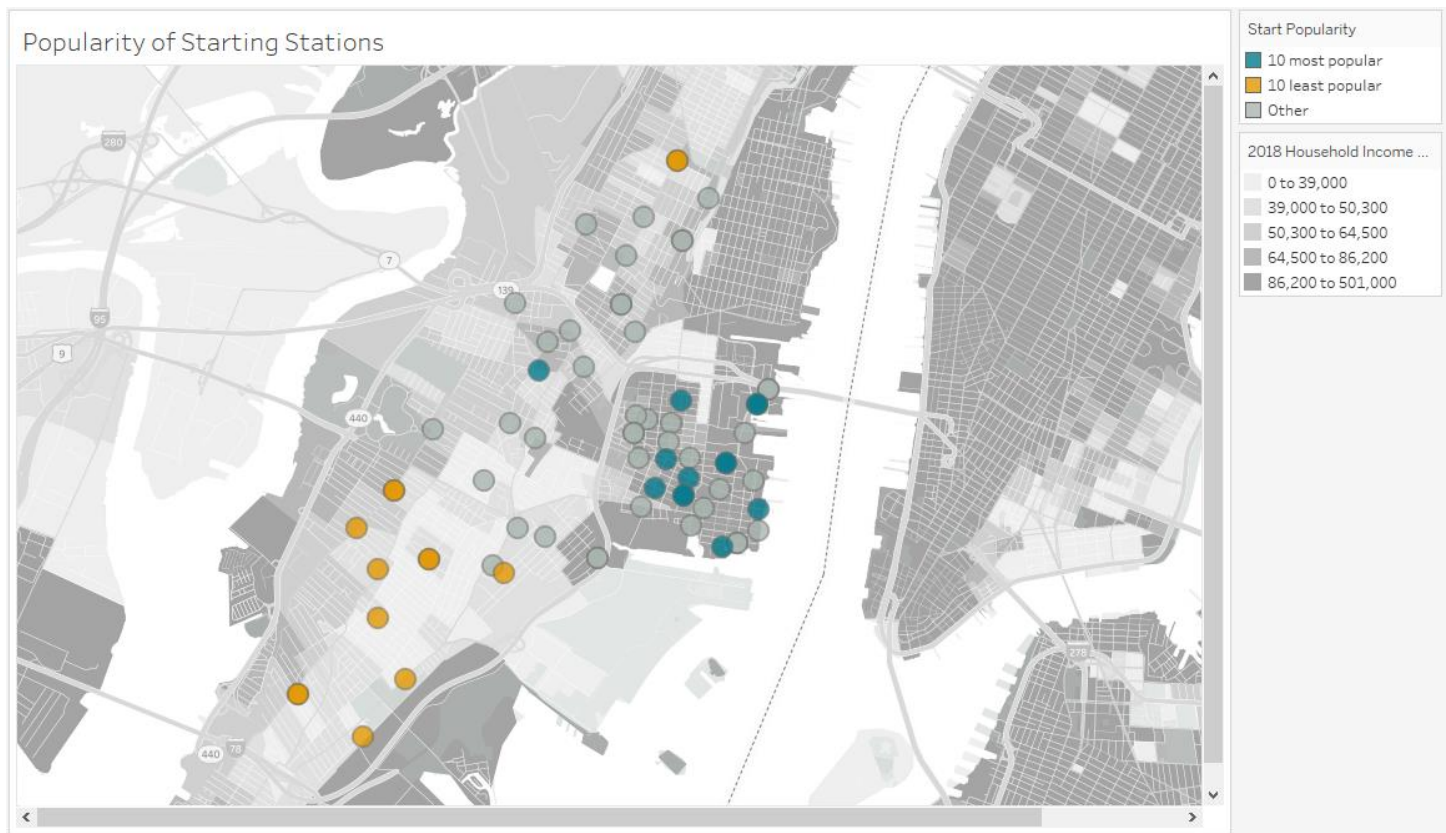 Popularity of Starting Stations
280
7
139
95
9
440
278
440
78
Start Popularity
10 most popular
10 least popular
Other
2018 Household Income ...
0 to 39,000
39,000 to 50,300
50,300 to 64,500
64,500 to 86,200
86,200 to 501,000